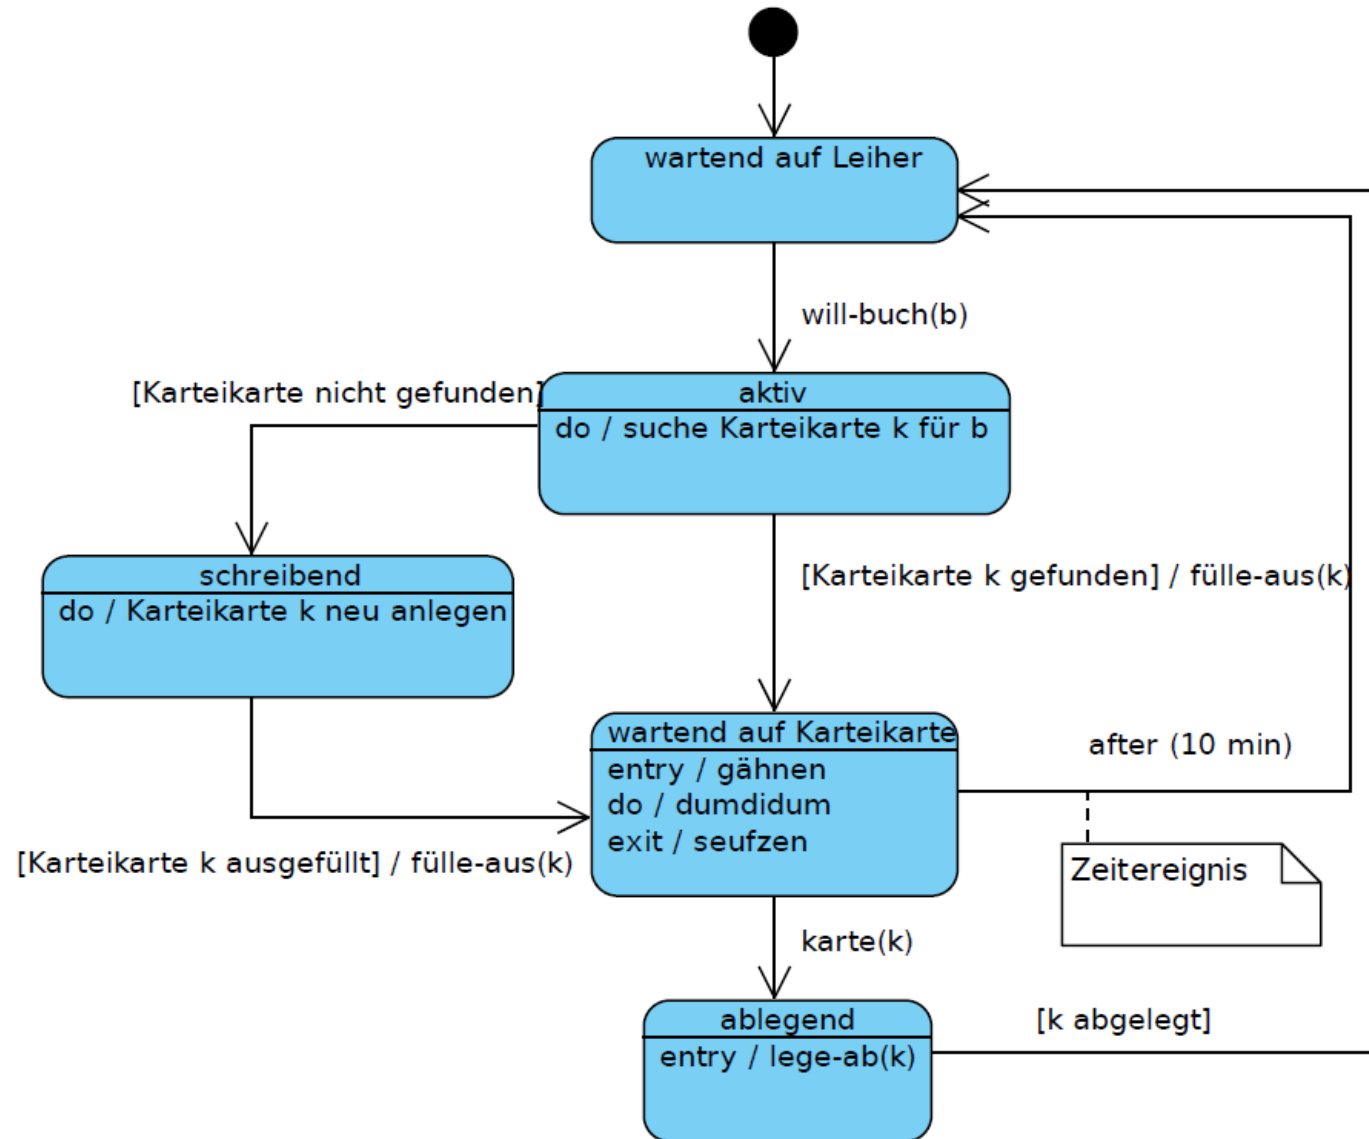 wartend auf Leiher
will-buch(b)
[Karteikarte nicht gefunden]
aktiv
do / suche Karteikarte k für b
schreibend
do / Karteikarte k neu anlegen
[Karteikarte k gefunden] / fülle-aus(k)
wartend auf Karteikarte
entry / gähnen
do / dumdidum
exit / seufzen
after (10 min)
[Karteikarte k ausgefüllt] / fülle-aus(k)
Zeitereignis
karte(k)
ablegend
entry / lege-ab(k)
[k abgelegt]